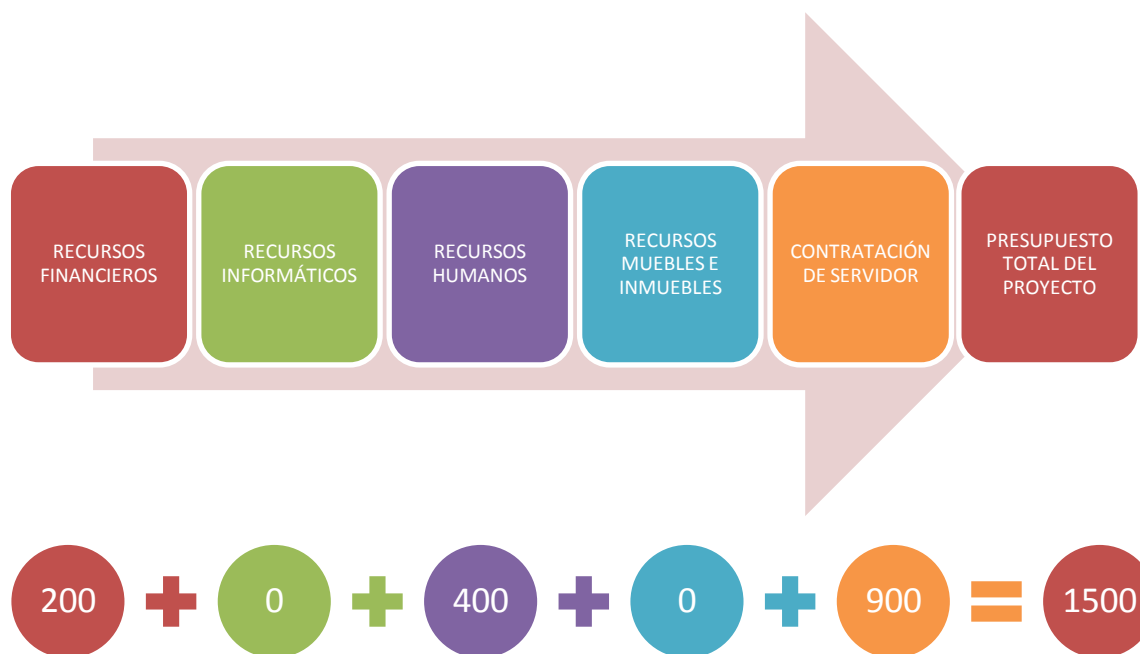 RECURSOS
FINANCIEROS
RECURSOS
INFORMÁTICOS
RECURSOS
HUMANOS
RECURSOS
MUEBLES E
INMUEBLES
CONTRATACIÓN
DE SERVIDOR
PRESUPUESTO
TOTAL DEL
PROYECTO
200 + 0 + 400 + 0 + 900 = 1500